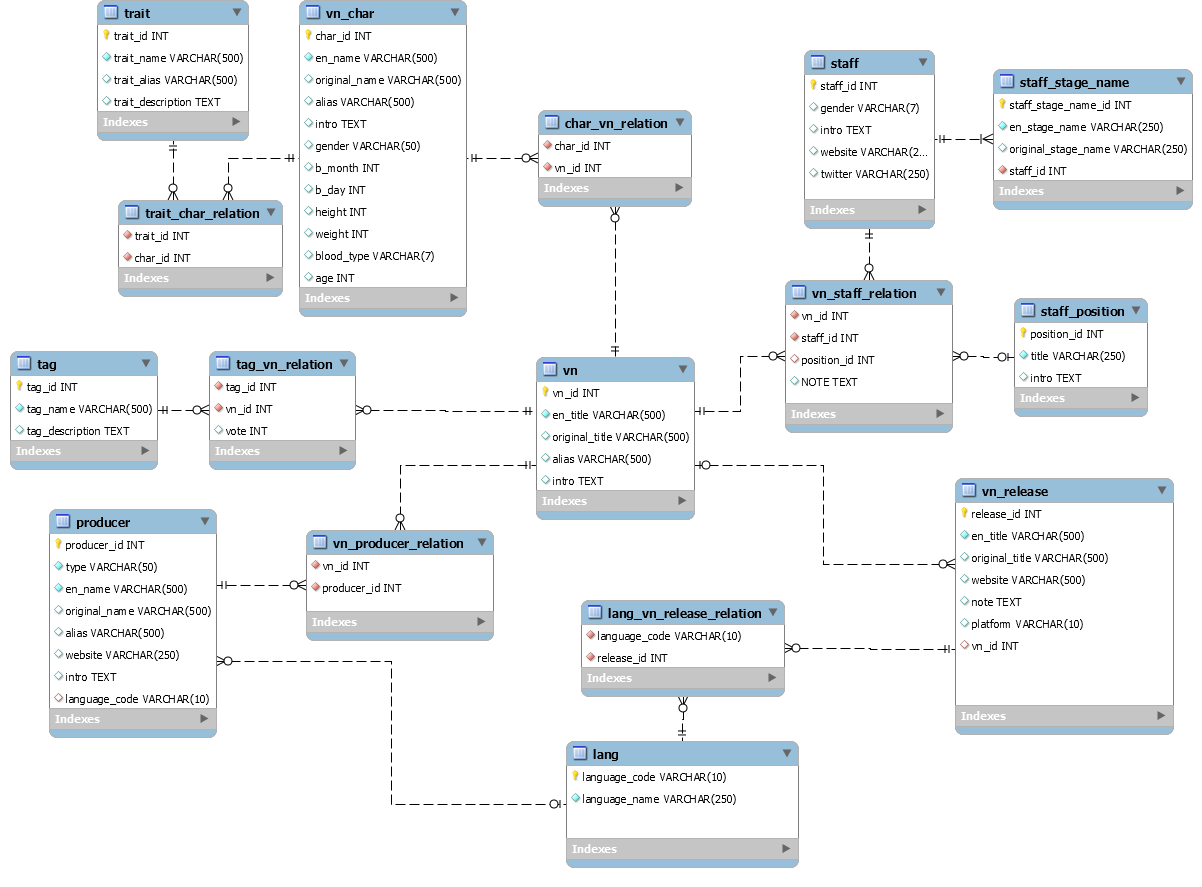 trait
trait_id INT
trait_name VARCHAR(500)
trait_alias VARCHAR(500)
trait_description TEXT
Indexes
vn_char
char_id INT
en_name VARCHAR(500)
original_name VARCHAR(500)
alias VARCHAR(500)
intro TEXT
gender VARCHAR(50)
b_month INT
b_day INT
height INT
weight INT
blood_type VARCHAR(7)
age INT
Indexes
char_vn_relation
char_id INT
vn_id INT
Indexes
staff
staff_id INT
gender VARCHAR(7)
intro TEXT
website VARCHAR(2...
twitter VARCHAR(250)
Indexes
staff_stage_name
staff_stage_name_id INT
en_stage_name VARCHAR(250)
original_stage_name VARCHAR(250)
staff_id INT
Indexes
trait_char_relation
trait_id INT
char_id INT
Indexes
vn_staff_relation
vn_id INT
staff_id INT
position_id INT
NOTE TEXT
Indexes
staff_position
position_id INT
title VARCHAR(250)
intro TEXT
Indexes
tag
tag_id INT
tag_name VARCHAR(500)
tag_description TEXT
Indexes
tag_vn_relation
tag_id INT
vn_id INT
vote INT
Indexes
vn
vn_id INT
en_title VARCHAR(500)
original_title VARCHAR(500)
alias VARCHAR(500)
intro TEXT
Indexes
producer
producer_id INT
type VARCHAR(50)
en_name VARCHAR(500)
original_name VARCHAR(500)
alias VARCHAR(500)
website VARCHAR(250)
intro TEXT
language_code VARCHAR(10)
Indexes
vn_producer_relation
vn_id INT
producer_id INT
Indexes
vn_release
release_id INT
en_title VARCHAR(500)
original_title VARCHAR(500)
website VARCHAR(500)
note TEXT
platform VARCHAR(10)
vn_id INT
Indexes
lang_vn_release_relation
language_code VARCHAR(10)
release_id INT
Indexes
lang
language_code VARCHAR(10)
language_name VARCHAR(250)
Indexes